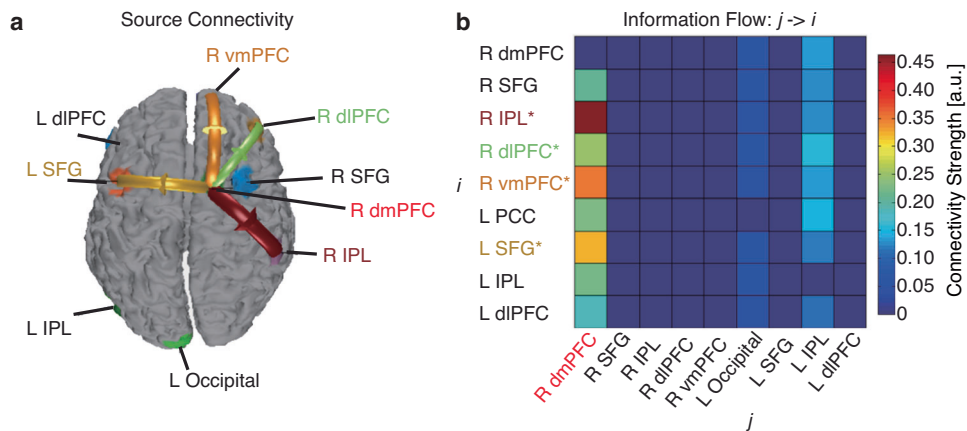 a
Source Connectivity
R vmPFC
L dlPFC
R dlPFC
L SFG
R SFG
R dmPFC
R IPL
L IPL
L Occipital
b
Information Flow: j -> i
R dmPFC
R SFG
R IPL*
R dlPFC*
R vmPFC*
L PCC
L SFG*
L IPL
L dlPFC
i
R dmPFC
R SFG
R IPL
R dlPFC
R vmPFC
L Occipital
L SFG
L IPL
L dlPFC
j
0.45
0.40
0.35
0.30
0.25
0.20
0.15
0.10
0.05
0
Connectivity Strength [a.u.]